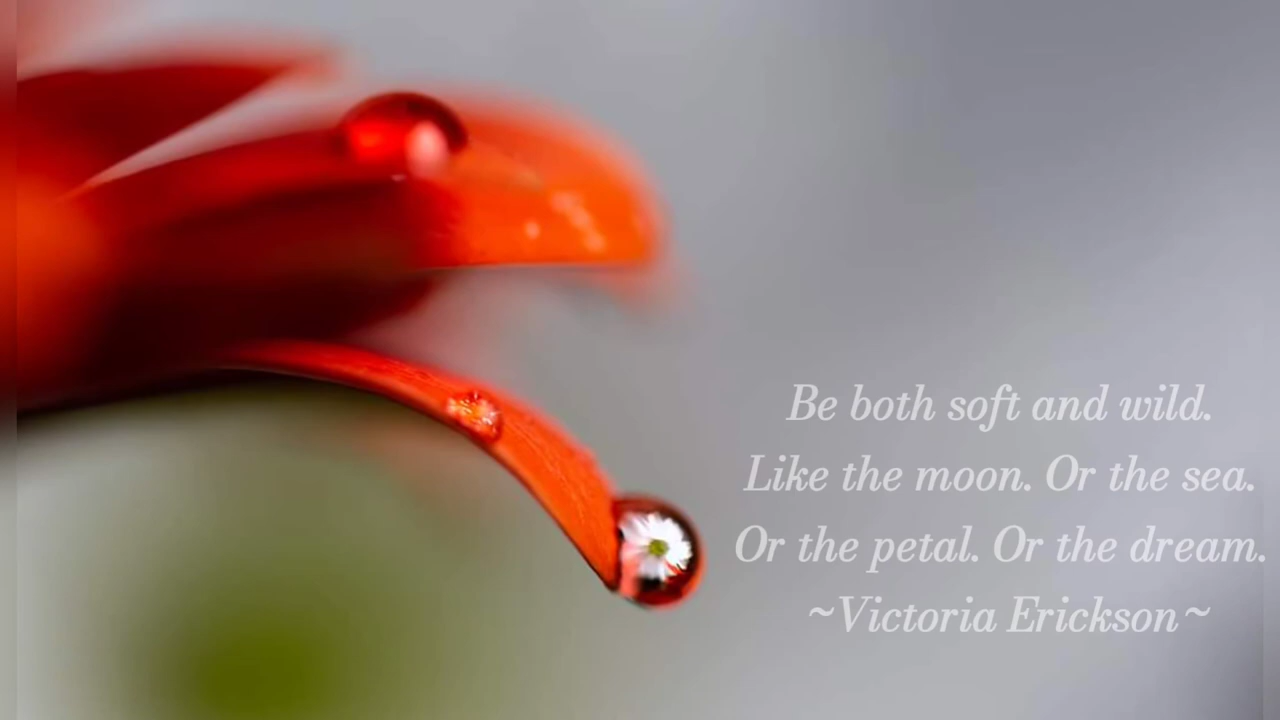 Be both soft and wild.
Like the moon. Or the sea.
Or the petal. Or the dream.
~Victoria Erickson~